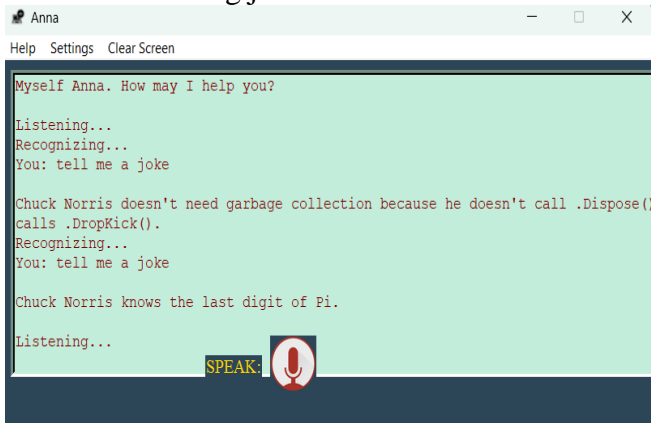 Anna
Help Settings Clear Screen
Myself Anna. How may I help you?
Listening...
Recognizing...
You: tell me a joke
Chuck Norris doesn't need garbage collection because he doesn't call .Dispose()
calls .DropKick().
Recognizing...
You: tell me a joke
Chuck Norris knows the last digit of Pi.
Listening...
SPEAK: